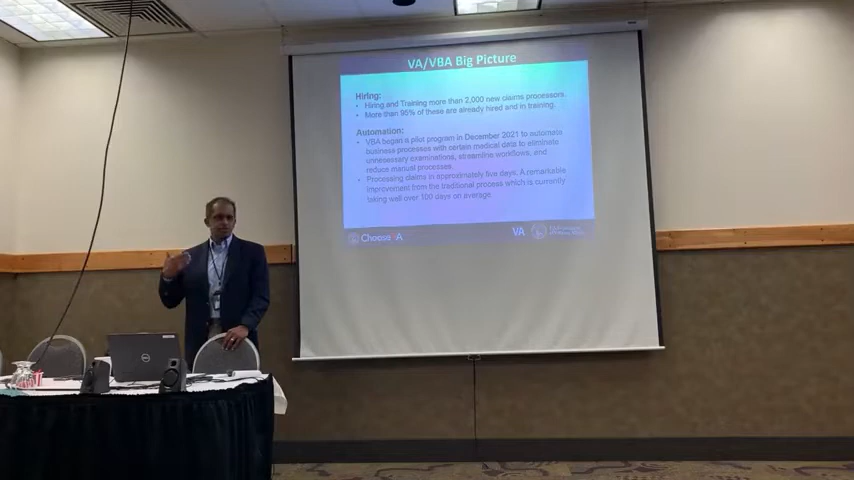 VA/VBA Big Picture
Hiring:
• Hiring and Training more than 2,000 new claims processors.
• More than 95% of these are already hired and in training.
Automation:
• VBA began a pilot program in December 2021 to automate
business processes with certain medical data to eliminate
unnecessary examinations, streamline workflows, and
reduce manual processes.
• Processing claims in approximately five days. A remarkable
improvement from the traditional process which is currently
taking well over 100 days on average
ChooseVA
VA
DELL